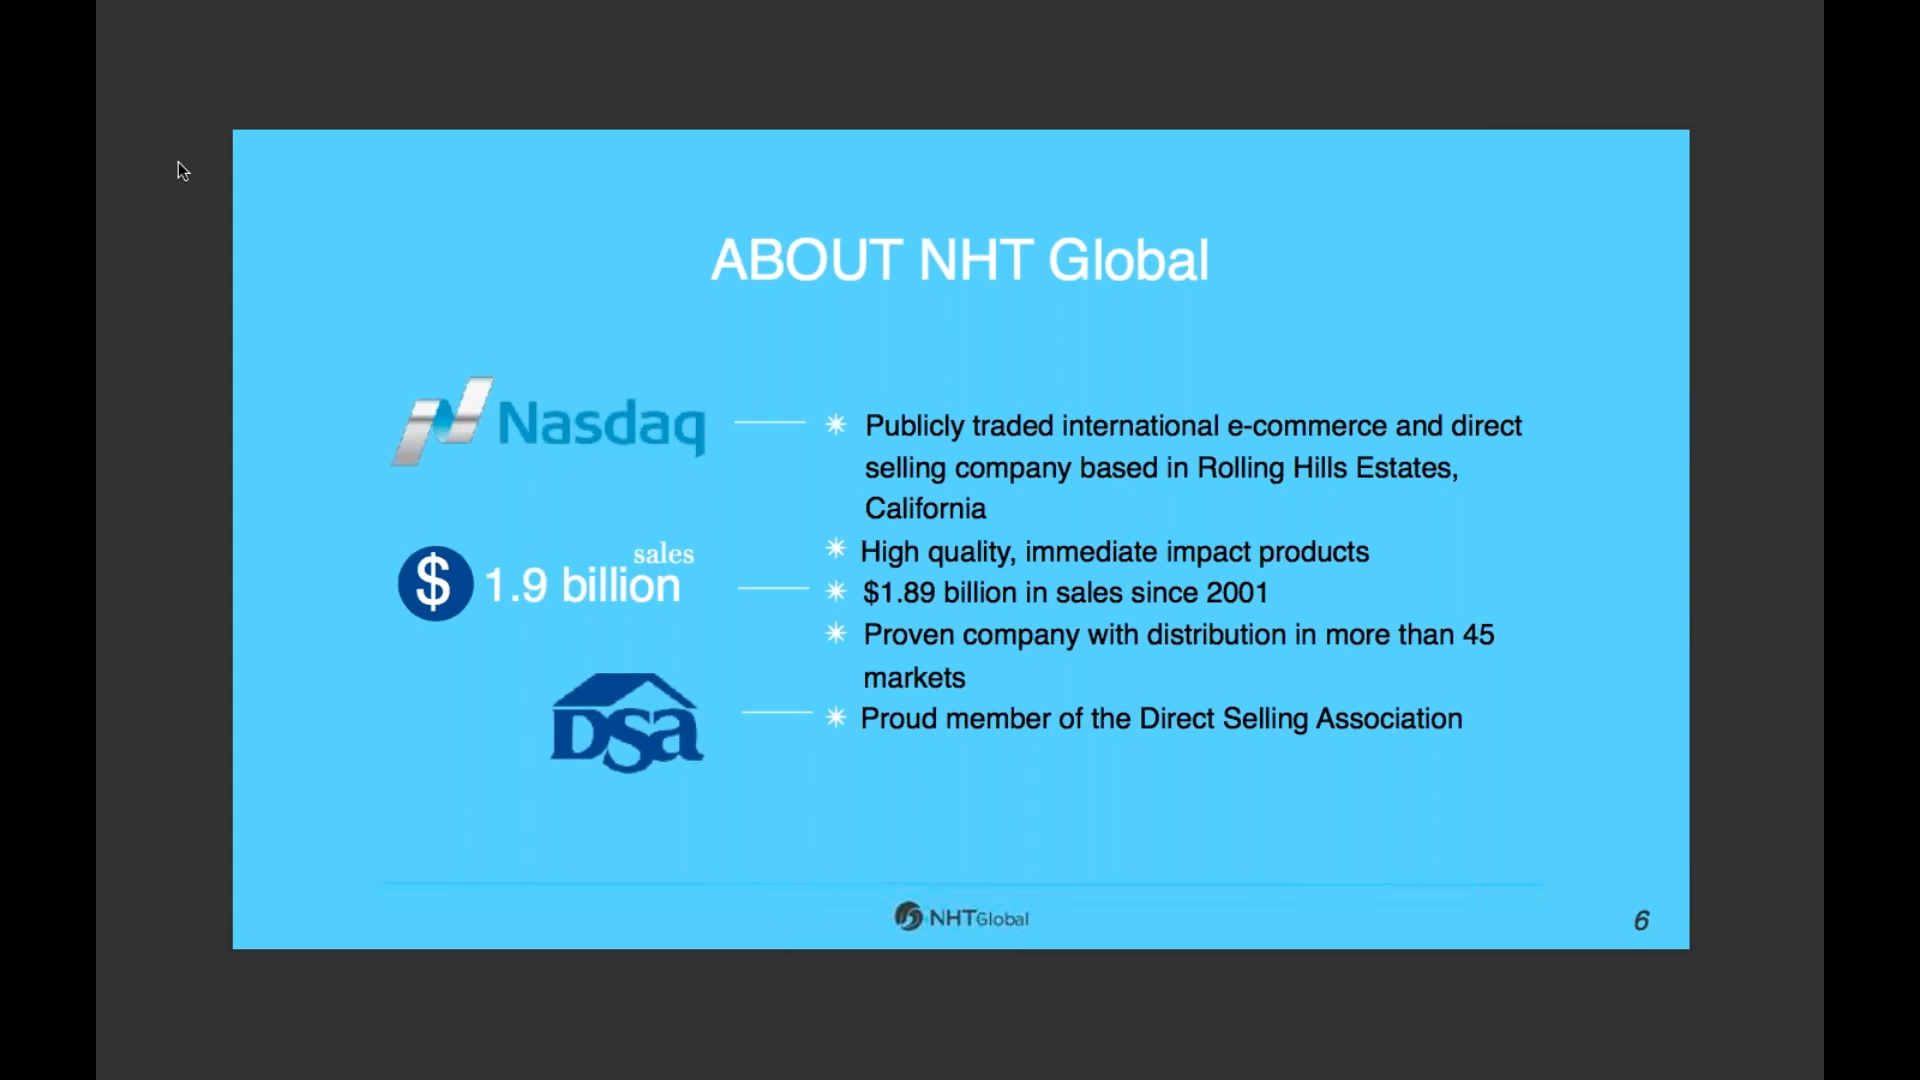 ABOUT NHT Global
Nasdaq
✴ Publicly traded international e-commerce and direct
selling company based in Rolling Hills Estates,
California
✴ High quality, immediate impact products
sales
$ 1.9 billion
✴ $1.89 billion in sales since 2001
✴ Proven company with distribution in more than 45
markets
DSa
✴ Proud member of the Direct Selling Association
NHTGlobal
6